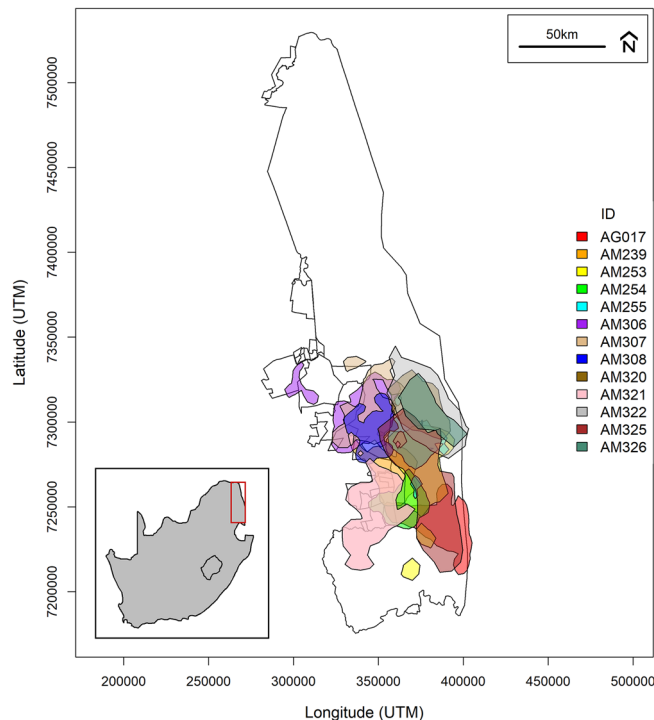 50km
N
Latitude (UTM)
7500000
7450000
7400000
7350000
7300000
7250000
7200000
ID
AG017
AM239
AM253
AM254
AM255
AM306
AM307
AM308
AM320
AM321
AM322
AM325
AM326
200000 250000 300000 350000 400000 450000 500000
Longitude (UTM)